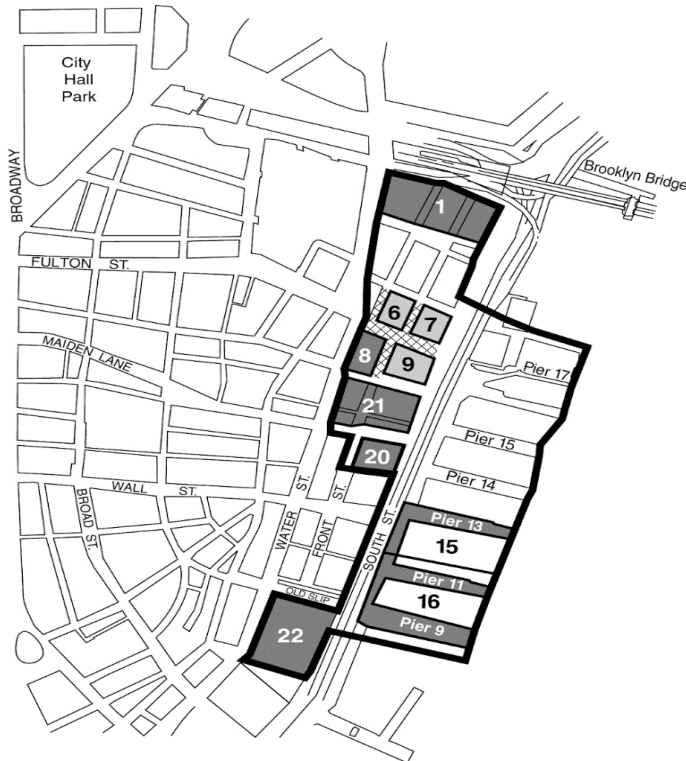 City
Hall
Park
BROADWAY
Brooklyn Bridge
1
FULTON ST.
6
7
MAIDEN LANE
8
9
Pier 17
21
Pier 15
20
WALL ST.
Pier 14
BROAD ST.
WATER ST.
FRONT ST.
SOUTH ST.
Pier 13
15
Pier 11
16
OLD SLIP
Pier 9
22